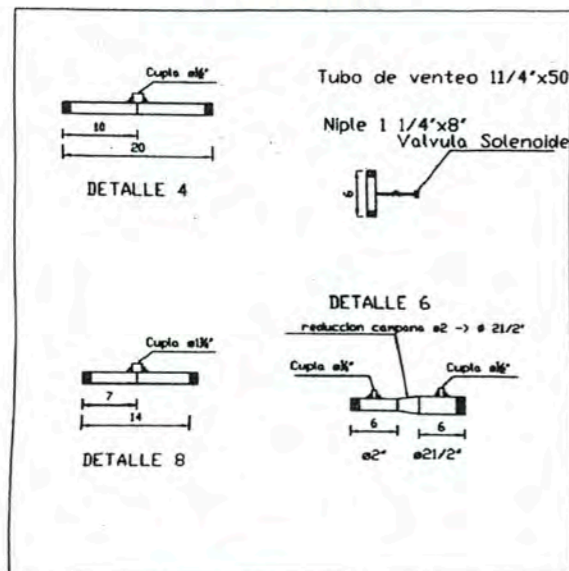 Cupla ø½"
10
20
DETALLE 4
Tubo de venteo 11/4"x50
Niple 1 1/4"x8"
Valvula Solenoide
6
Cupla ø1½"
7
14
DETALLE 8
DETALLE 6
reduccion campana ø2 -> ø 21/2"
Cupla ø½"
Cupla ø½"
6
6
ø2"
ø21/2"